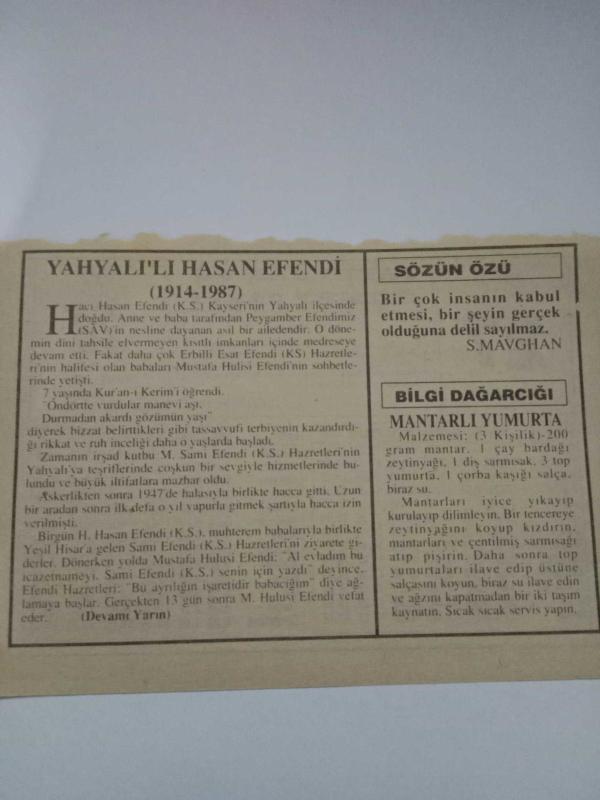 YAHYALI'LI HASAN EFENDİ
(1914-1987)
Hacı Hasan Efendi (K.S.) Kayseri'nin Yahyalı ilçesinde
doğdu. Anne ve baba tarafından Peygamber Efendimiz
(SAV)'in nesline dayanan asil bir ailedendir. O döne-
min dini tahsile elvermeyen kısıtlı imkanları içinde medreseye
devam etti. Fakat daha çok Erbilli Esat Efendi (KS) Hazretle-
ri'nin halifesi olan babaları Mustafa Hulisi Efendi'nin sohbetle-
rinde yetişti.
7 yaşında Kur'an-ı Kerim'i öğrendi.
"Ondörtte vurdular manevi aşı,
Durmadan akardı gözümün yaşı"
diyerek bizzat belirttikleri gibi tassavvufi terbiyenin kazandırdı-
ğı rikkat ve ruh inceliği daha o yaşlarda başladı.
Zamanın irşad kutbu M. Sami Efendi (K.S.) Hazretleri'nin
Yahyalı'ya teşriflerinde coşkun bir sevgiyle hizmetlerinde bu-
lundu ve büyük iltifatlara mazhar oldu.
Askerlikten sonra 1947'de halasıyla birlikte hacca gitti. Uzun
bir aradan sonra ilk defa o yıl vapurla gitmek şartıyla hacca izin
verilmişti.
Birgün H. Hasan Efendi (K.S.), muhterem babalarıyla birlikte
Yeşil Hisar'a gelen Sami Efendi (K.S.) Hazretleri'ni ziyarete gi-
derler. Dönerken yolda Mustafa Hulusi Efendi: "Al evladım bu
icazetnameyi, Sami Efendi (K.S.) senin için yazdı" deyince,
Efendi Hazretleri: "Bu ayrılığın işaretidir babacığım" diye ağ-
lamaya başlar. Gerçekten 13 gün sonra M. Hulusi Efendi vefat
eder. (Devamı Yarın)
SÖZÜN ÖZÜ
Bir çok insanın kabul
etmesi, bir şeyin gerçek
olduğuna delil sayılmaz.
S.MAVGHAN
BİLGİ DAĞARCIĞI
MANTARLI YUMURTA
Malzemesi: (3 Kişilik)-200
gram mantar, 1 çay bardağı
zeytinyağı, 1 diş sarmısak, 3 top
yumurta, 1 çorba kaşığı salça,
biraz su.
Mantarları iyice yıkayıp
kurulayıp dilimleyin. Bir tencereye
zeytinyağını koyup kızdırın,
mantarları ve çentilmiş sarmısağı
atıp pişirin. Daha sonra top
yumurtaları ilave edip üstüne
salçasını koyun, biraz su ilave edin
ve ağzını kapatmadan bir iki taşım
kaynatın. Sıcak sıcak servis yapın.